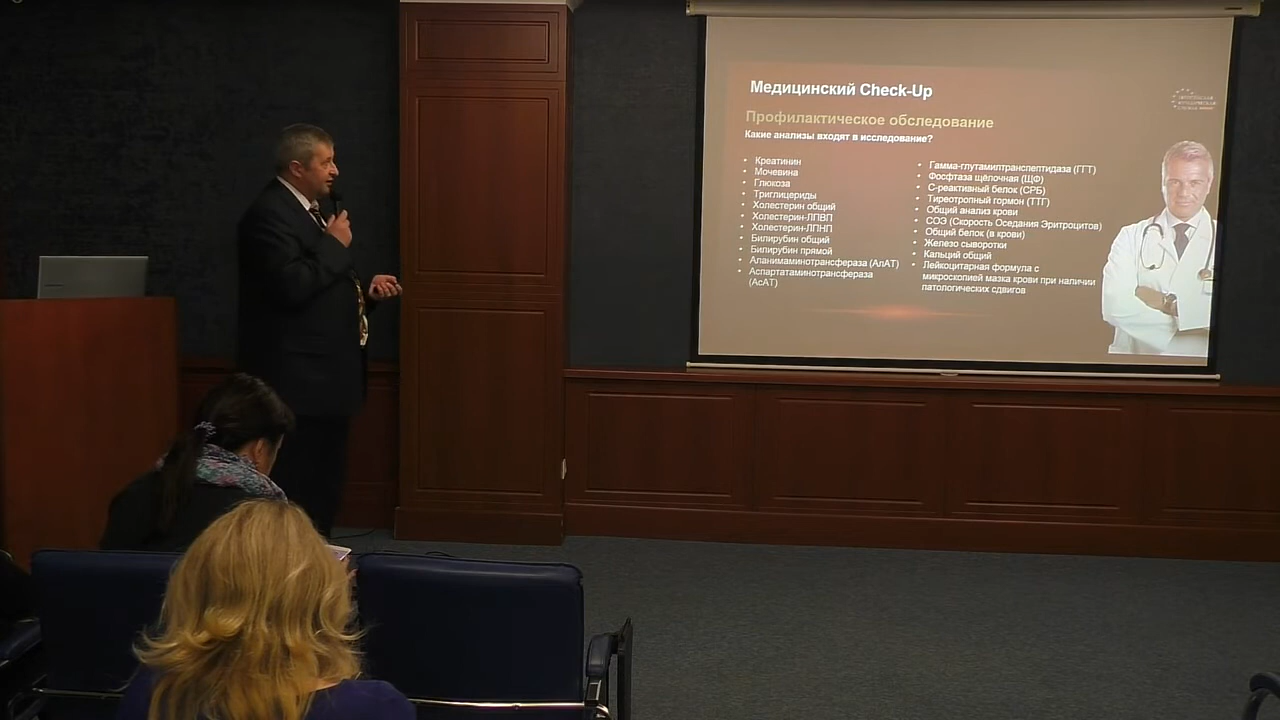 Медицинский Check-Up
Профилактическое обследование
Какие анализы входят в исследование?
• Креатинин
• Мочевина
• Глюкоза
• Триглицериды
• Холестерин общий
• Холестерин-ЛПВП
• Холестерин-ЛПНП
• Билирубин общий
• Билирубин прямой
• Аланимаминотрансфераза (АлАТ)
• Аспартатаминотрансфераза
(АсАТ)
• Гамма-глутамилтранспептидаза (ГГТ)
• Фосфтаза щёлочная (ЩФ)
• С-реактивный белок (СРБ)
• Тиреотропный гормон (ТТГ)
• Общий анализ крови
• СОЭ (Скорость Оседания Эритроцитов)
• Общий белок (в крови)
• Железо сыворотки
• Кальций общий
• Лейкоцитарная формула с
микроскопией мазка крови при наличии
патологических сдвигов